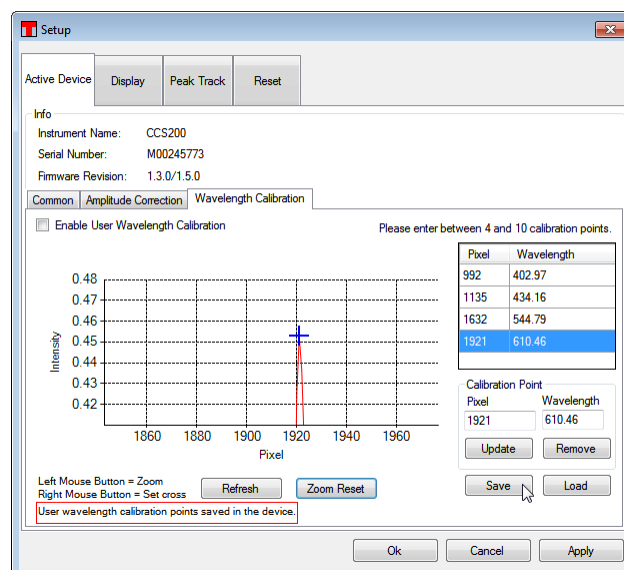 Setup
Active Device
Display
Peak Track
Reset
Info
Instrument Name: CCS200
Serial Number: M00245773
Firmware Revision: 1.3.0/1.5.0
Common
Amplitude Correction
Wavelength Calibration
Enable User Wavelength Calibration
Please enter between 4 and 10 calibration points.
Pixel Wavelength
992 402.97
1135 434.16
1632 544.79
1921 610.46
0.48
0.47
0.46
0.45
0.44
0.43
0.42
Intensity
1860 1880 1900 1920 1940 1960
Pixel
Calibration Point
Pixel Wavelength
1921 610.46
Update Remove
Save Load
Left Mouse Button = Zoom
Right Mouse Button = Set cross
Refresh
Zoom Reset
User wavelength calibration points saved in the device.
Ok Cancel Apply